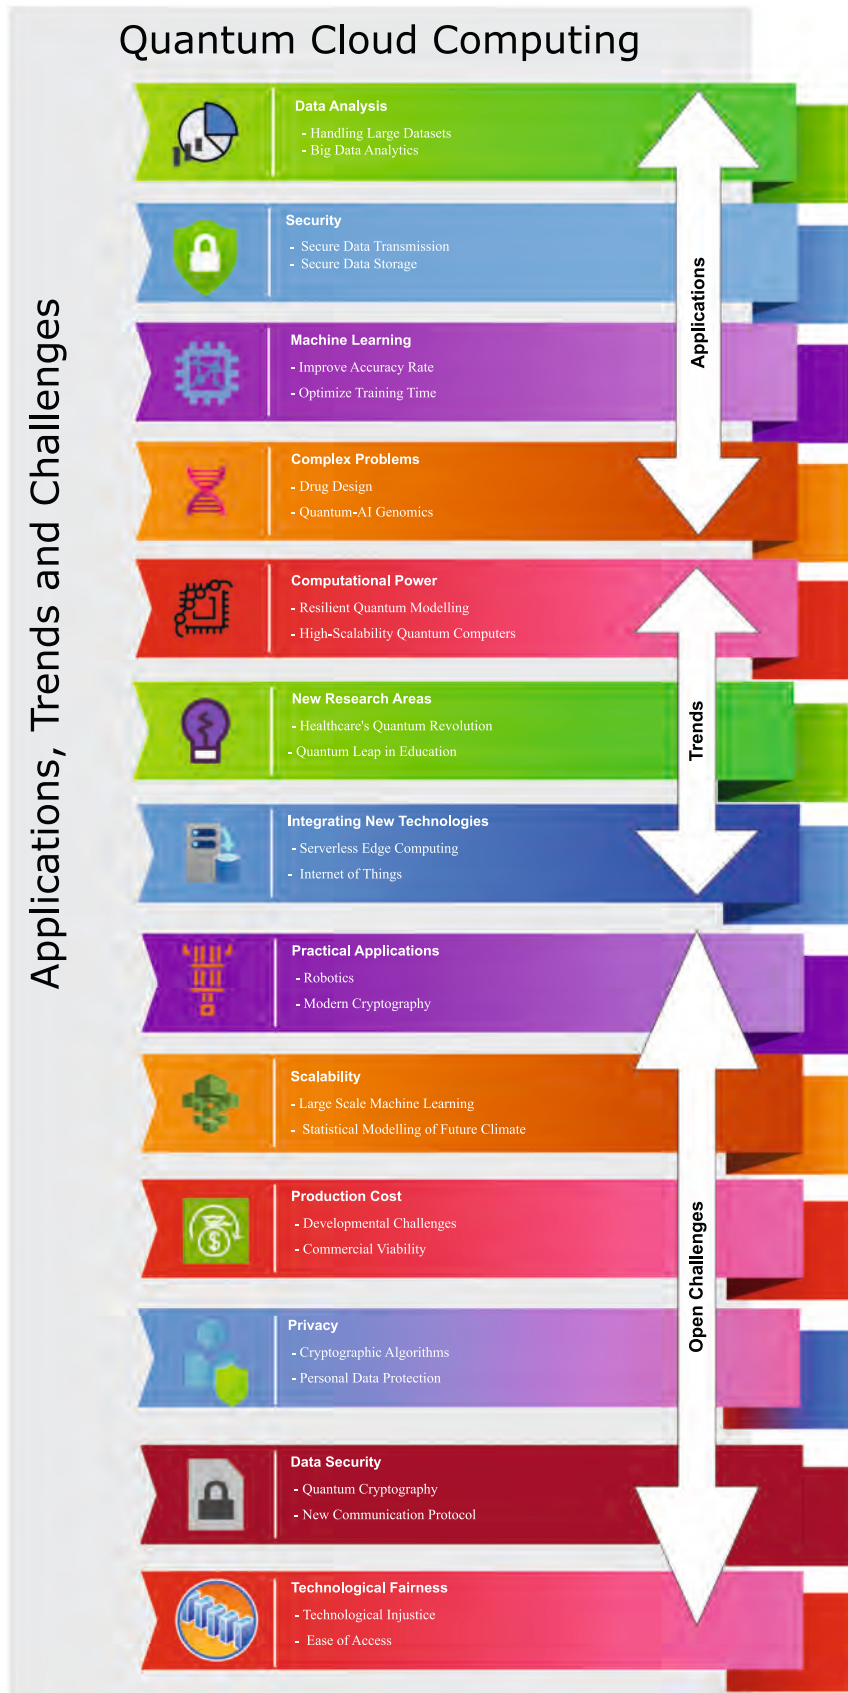 Quantum Cloud Computing
Applications, Trends and Challenges
Data Analysis
- Handling Large Datasets
- Big Data Analytics
Security
- Secure Data Transmission
- Secure Data Storage
Machine Learning
- Improve Accuracy Rate
- Optimize Training Time
Complex Problems
- Drug Design
- Quantum-AI Genomics
Applications
Computational Power
- Resilient Quantum Modelling
- High-Scalability Quantum Computers
New Research Areas
- Healthcare's Quantum Revolution
- Quantum Leap in Education
Integrating New Technologies
- Serverless Edge Computing
- Internet of Things
Trends
Practical Applications
- Robotics
- Modern Cryptography
Scalability
- Large Scale Machine Learning
- Statistical Modelling of Future Climate
Production Cost
- Developmental Challenges
- Commercial Viability
Privacy
- Cryptographic Algorithms
- Personal Data Protection
Data Security
- Quantum Cryptography
- New Communication Protocol
Technological Fairness
- Technological Injustice
- Ease of Access
Open Challenges